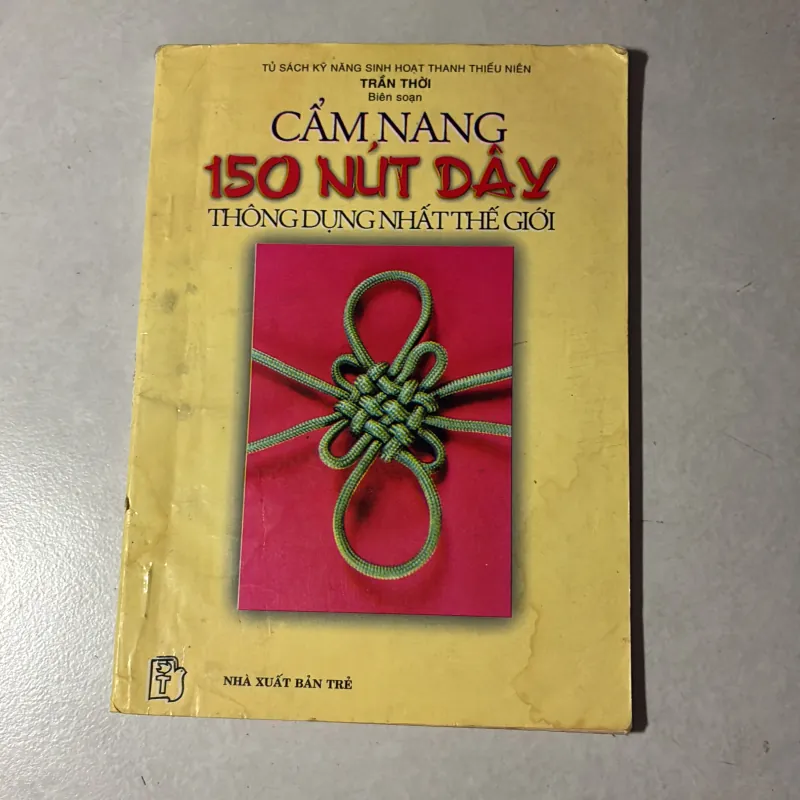 TỦ SÁCH KỸ NĂNG SINH HOẠT THANH THIẾU NIÊN
TRẦN THỜI
Biên soạn
CẨM NANG
150 NÚT DÂY
THÔNG DỤNG NHẤT THẾ GIỚI
T
NHÀ XUẤT BẢN TRẺ